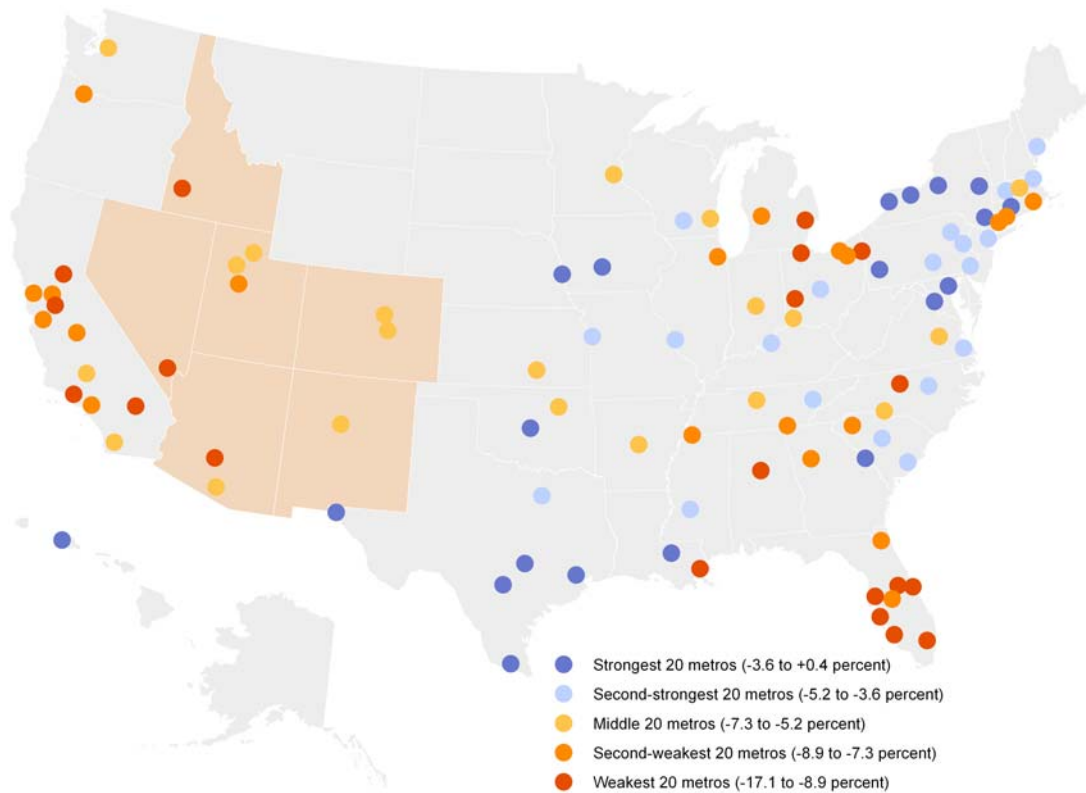 Strongest 20 metros (-3.6 to +0.4 percent)
Second-strongest 20 metros (-5.2 to -3.6 percent)
Middle 20 metros (-7.3 to -5.2 percent)
Second-weakest 20 metros (-8.9 to -7.3 percent)
Weakest 20 metros (-17.1 to -8.9 percent)